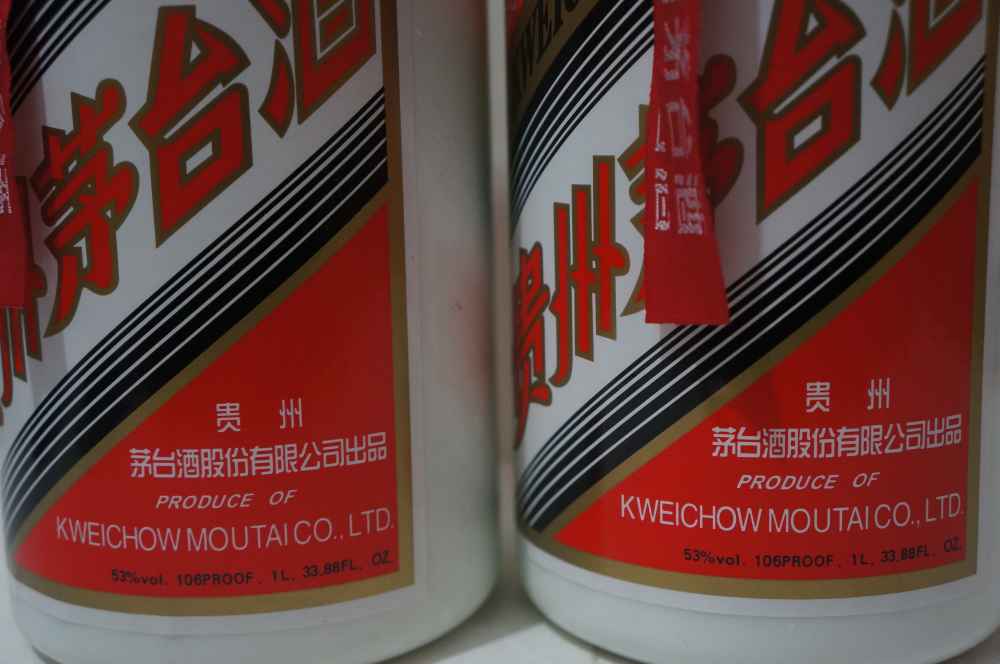 茅台酒
贵州
茅台酒股份有限公司出品
PRODUCE OF
KWEICHOW MOUTAI CO., LTD.
53%vol. 106PROOF. 1L. 33.88FL. OZ.
贵州茅台酒
贵州
茅台酒股份有限公司出品
PRODUCE OF
KWEICHOW MOUTAI CO., LTD.
53%vol. 106PROOF. 1L. 33.88FL. OZ.